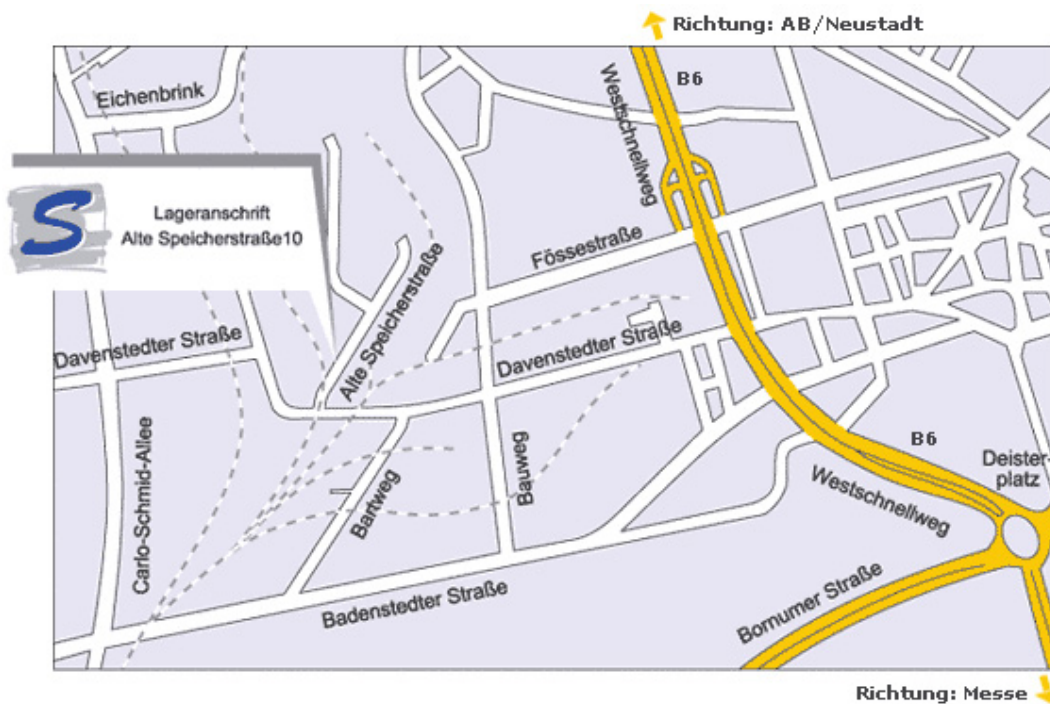 Richtung: AB/Neustadt
B6
Westschnellweg
Eichenbrink
S
Lageranschrift
Alte Speicherstraße10
Fössestraße
Alte Speicherstraße
Davenstedter Straße
Davenstedter Straße
B6
Deister-
platz
Westschnellweg
Carlo-Schmid-Allee
Bartweg
Bauweg
Badenstedter Straße
Bornumer Straße
Richtung: Messe